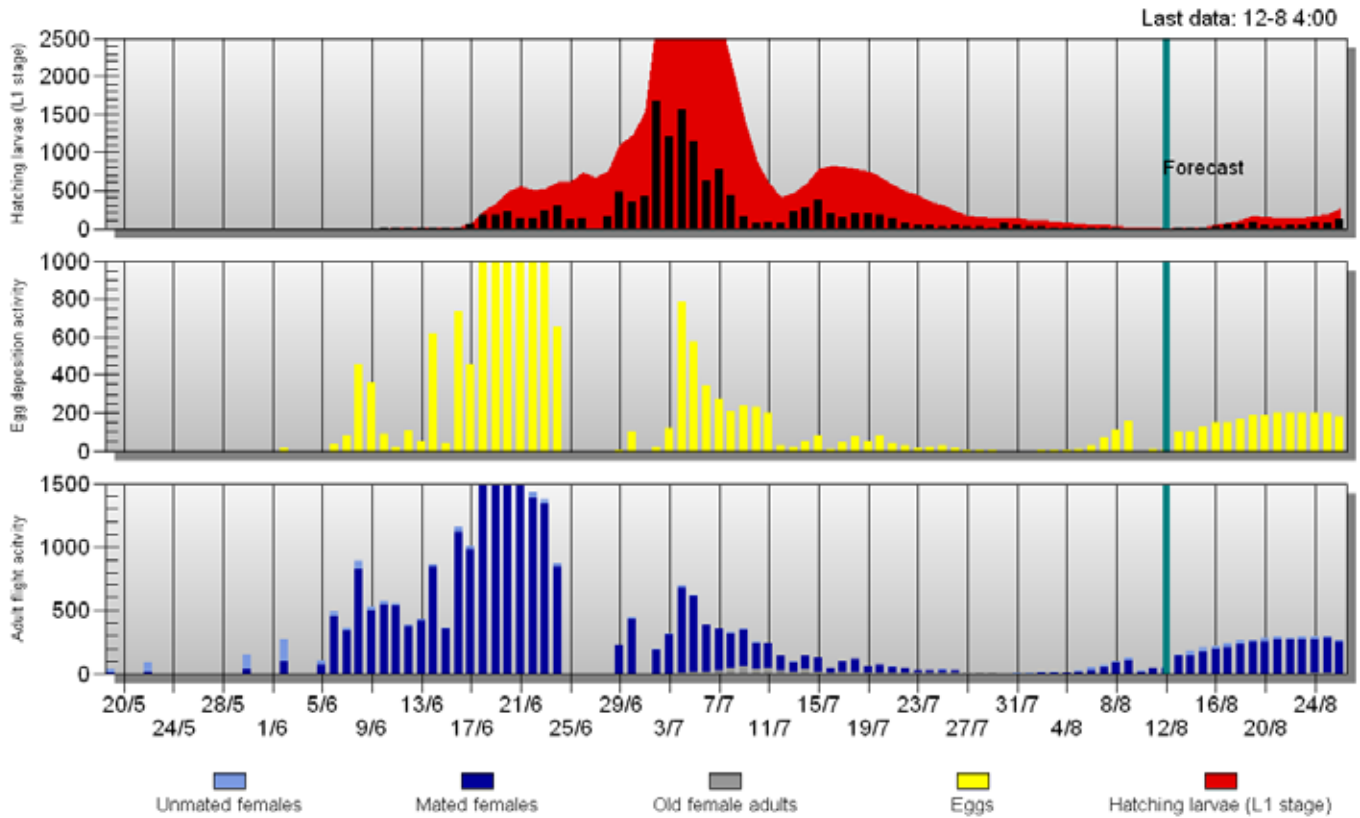 Last data: 12-8 4:00
Hatching larvae (L1 stage)
2500
2000
1500
1000
500
0
Forecast
Egg deposition activity
1000
800
600
400
200
0
Adult flight acitvity
1500
1000
500
0
20/5 28/5 5/6 13/6 21/6 29/6 7/7 15/7 23/7 31/7 8/8 16/8 24/8
24/5 1/6 9/6 17/6 25/6 3/7 11/7 19/7 27/7 4/8 12/8 20/8
Unmated females Mated females Old female adults Eggs Hatching larvae (L1 stage)